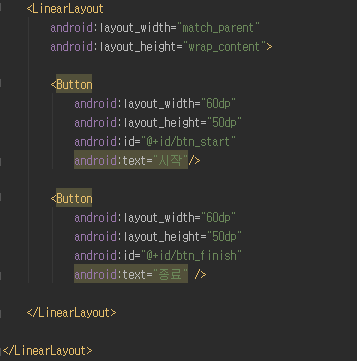 <LinearLayout
android:layout_width="match_parent"
android:layout_height="wrap_content">
<Button
android:layout_width="60dp"
android:layout_height="50dp"
android:id="@+id/btn_start"
android:text="시작"/>
<Button
android:layout_width="60dp"
android:layout_height="50dp"
android:id="@+id/btn_finish"
android:text="종료" />
</LinearLayout>
</LinearLayout>